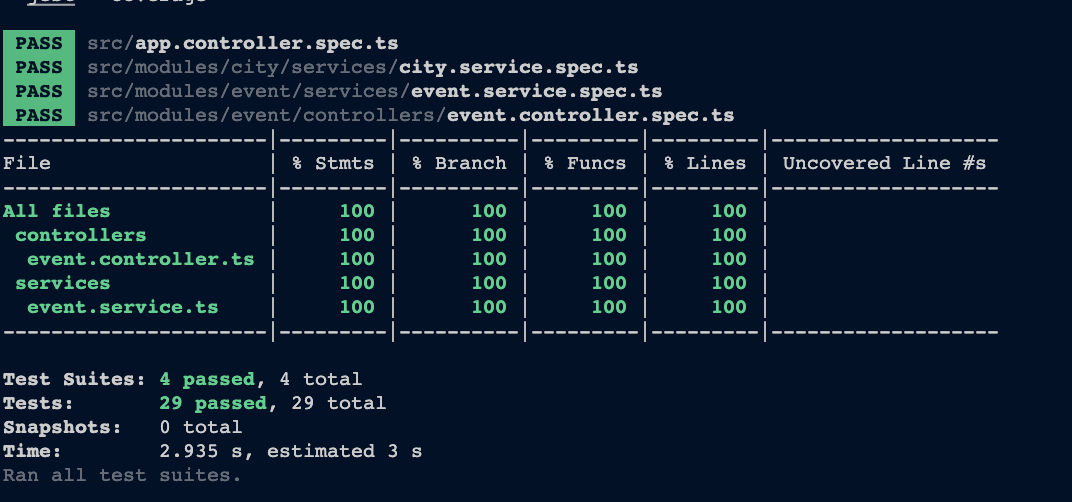 jest --coverage
PASS src/app.controller.spec.ts
PASS src/modules/city/services/city.service.spec.ts
PASS src/modules/event/services/event.service.spec.ts
PASS src/modules/event/controllers/event.controller.spec.ts
----------------------|---------|----------|---------|---------|-------------------
File                  | % Stmts | % Branch | % Funcs | % Lines | Uncovered Line #s
----------------------|---------|----------|---------|---------|-------------------
All files             |     100 |      100 |     100 |     100 |
 controllers          |     100 |      100 |     100 |     100 |
  event.controller.ts |     100 |      100 |     100 |     100 |
 services             |     100 |      100 |     100 |     100 |
  event.service.ts    |     100 |      100 |     100 |     100 |
----------------------|---------|----------|---------|---------|-------------------
Test Suites: 4 passed, 4 total
Tests:       29 passed, 29 total
Snapshots:   0 total
Time:        2.935 s, estimated 3 s
Ran all test suites.